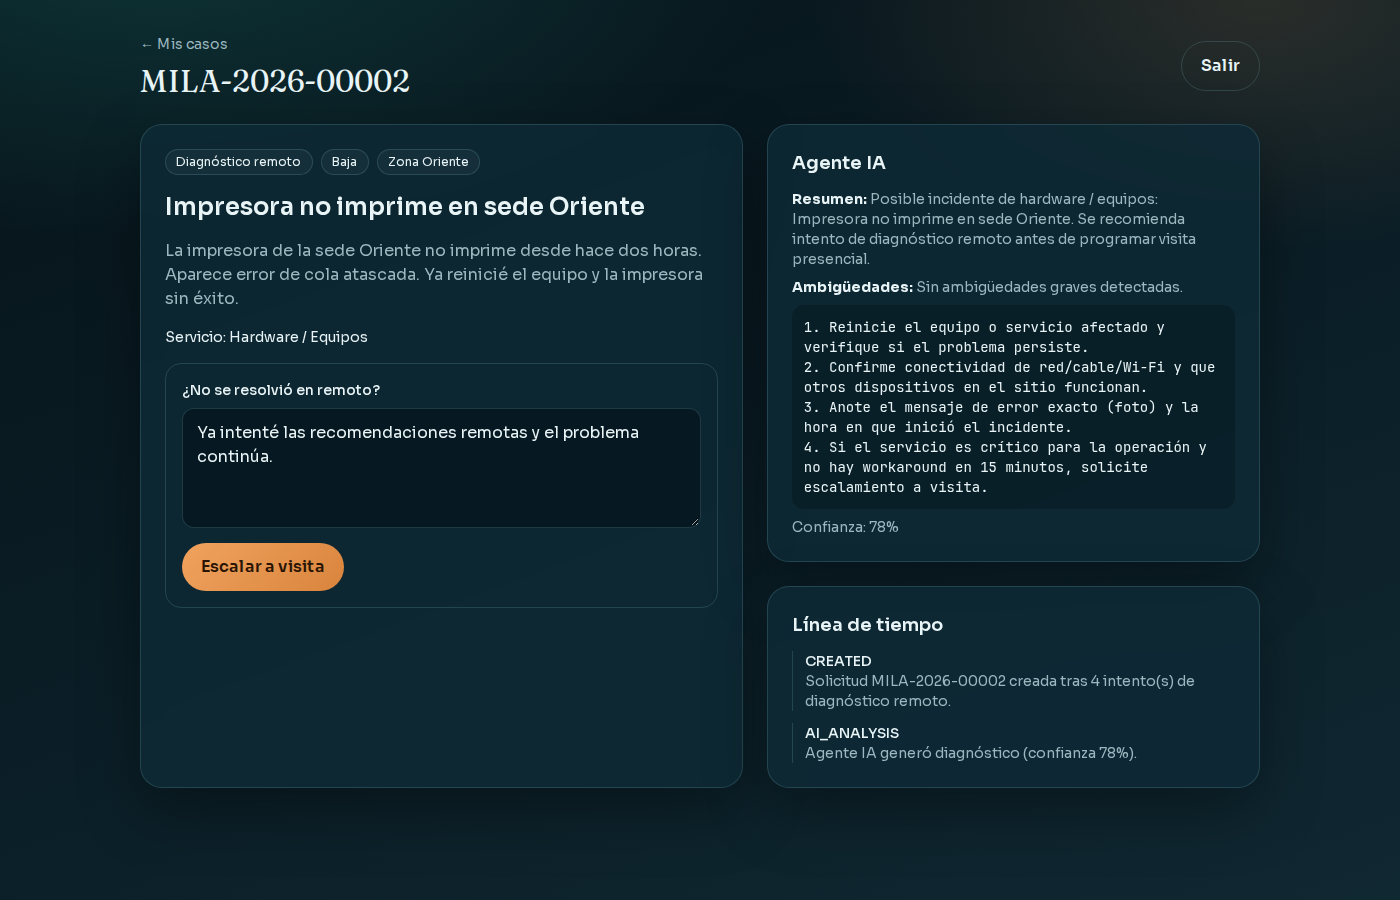 ← Mis casos
MILA-2026-00002
Salir
Diagnóstico remoto
Baja
Zona Oriente
Impresora no imprime en sede Oriente
La impresora de la sede Oriente no imprime desde hace dos horas.
Aparece error de cola atascada. Ya reinicié el equipo y la impresora
sin éxito.
Servicio: Hardware / Equipos
¿No se resolvió en remoto?
Ya intenté las recomendaciones remotas y el problema
continúa.
Escalar a visita
Agente IA
Resumen: Posible incidente de hardware / equipos:
Impresora no imprime en sede Oriente. Se recomienda
intento de diagnóstico remoto antes de programar visita
presencial.
Ambigüedades: Sin ambigüedades graves detectadas.
1. Reinicie el equipo o servicio afectado y
verifique si el problema persiste.
2. Confirme conectividad de red/cable/Wi-Fi y que
otros dispositivos en el sitio funcionan.
3. Anote el mensaje de error exacto (foto) y la
hora en que inició el incidente.
4. Si el servicio es crítico para la operación y
no hay workaround en 15 minutos, solicite
escalamiento a visita.
Confianza: 78%
Línea de tiempo
CREATED
Solicitud MILA-2026-00002 creada tras 4 intento(s) de
diagnóstico remoto.
AI_ANALYSIS
Agente IA generó diagnóstico (confianza 78%).